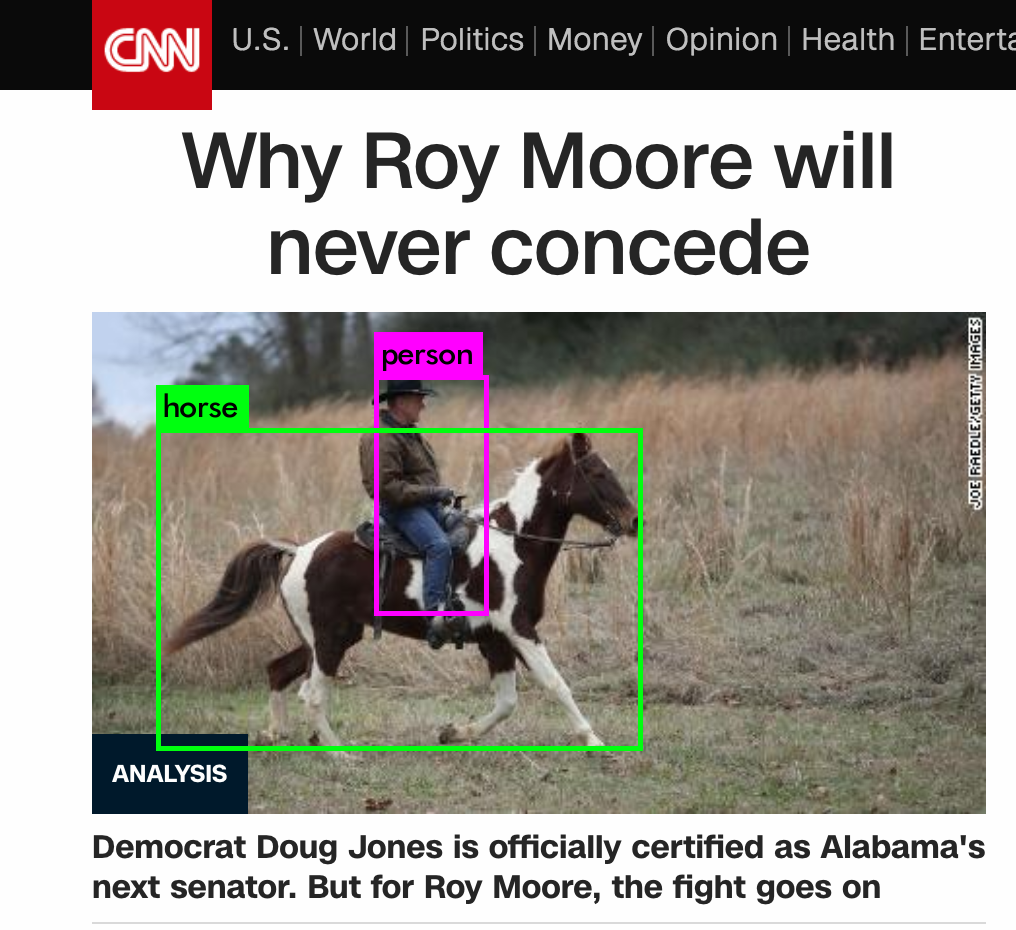 CNN U.S. | World | Politics | Money | Opinion | Health | Enterta
Why Roy Moore will
never concede
person
horse
JOE RAEDLE/GETTY IMAGES
ANALYSIS
Democrat Doug Jones is officially certified as Alabama's
next senator. But for Roy Moore, the fight goes on